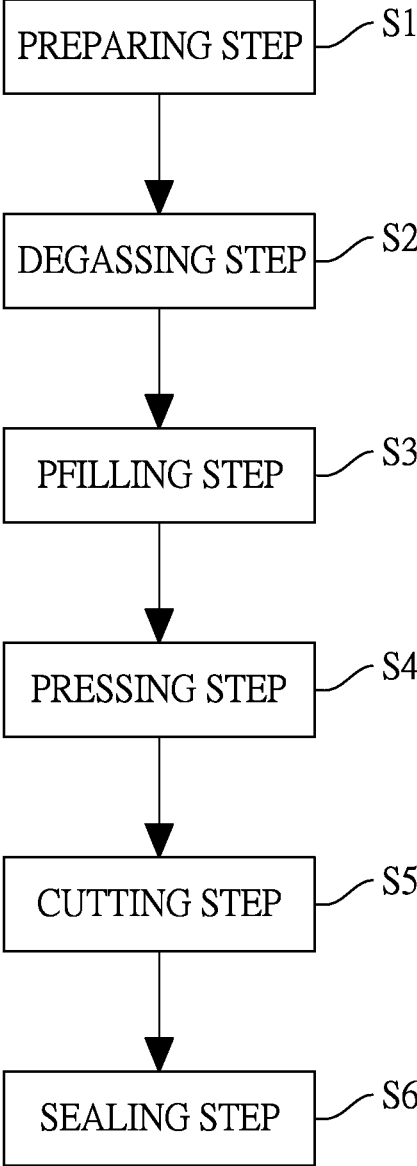 PREPARING STEP S1
DEGASSING STEP S2
PFILLING STEP S3
PRESSING STEP S4
CUTTING STEP S5
SEALING STEP S6